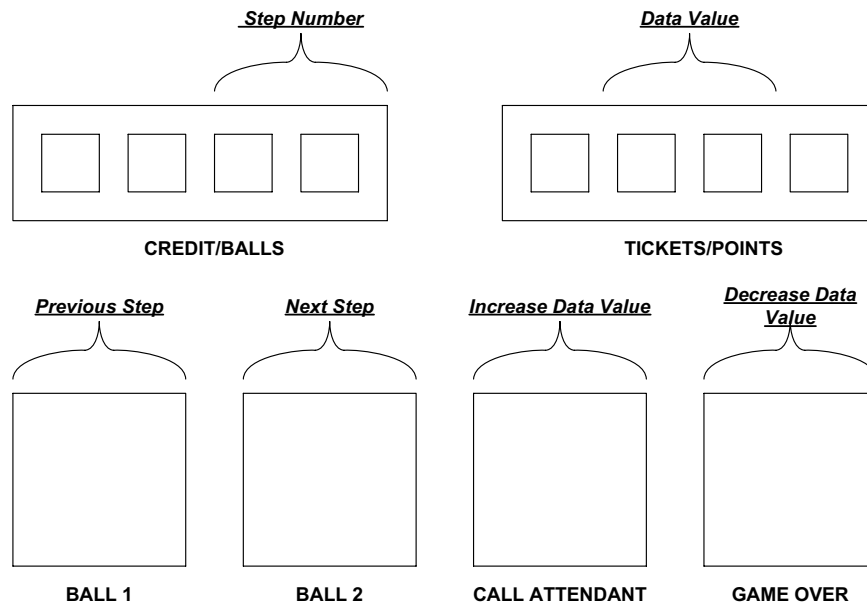 Step Number
Data Value
CREDIT/BALLS
TICKETS/POINTS
Previous Step
Next Step
Increase Data Value
Decrease Data
Value
BALL 1
BALL 2
CALL ATTENDANT
GAME OVER